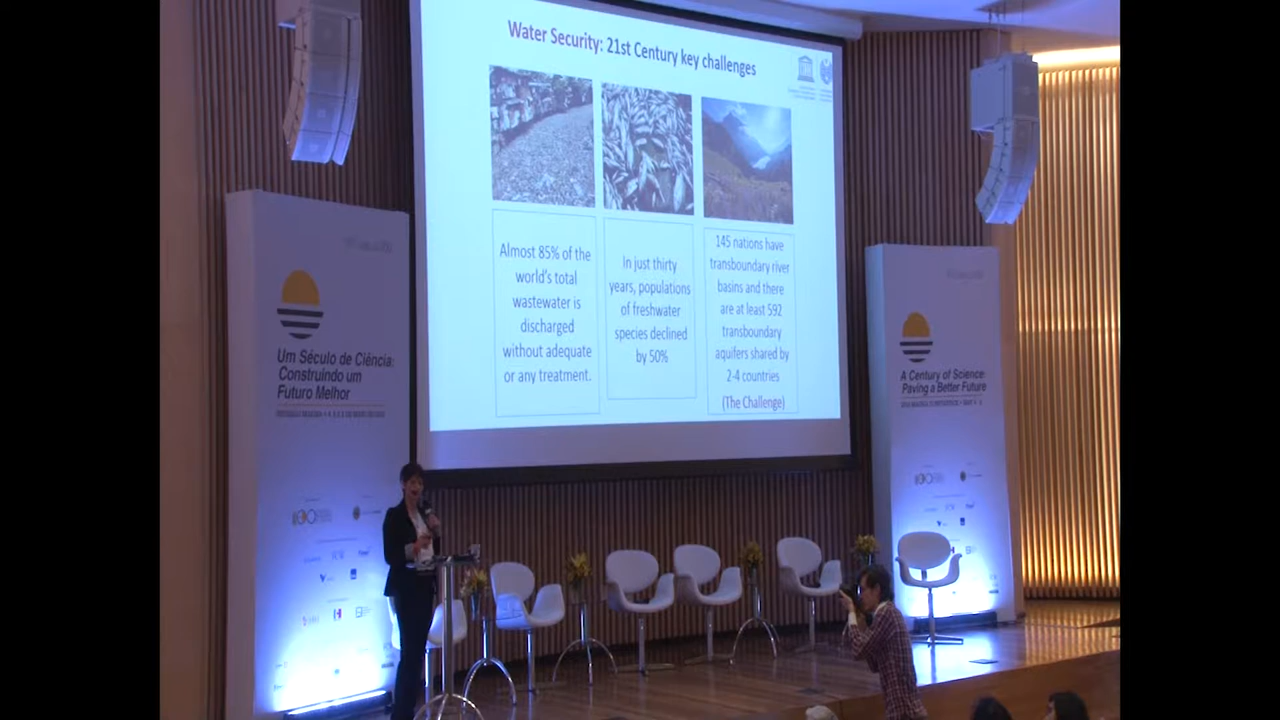 Water Security: 21st Century key challenges
Almost 85% of the
world's total
wastewater is
discharged
without adequate
or any treatment.
In just thirty
years, populations
of freshwater
species declined
by 50%
145 nations have
transboundary river
basins and there
are at least 592
transboundary
aquifers shared by
2-4 countries
(The Challenge)
Um Século de Ciência:
Construindo um
Futuro Melhor
A Century of Science:
Paving a Better Future